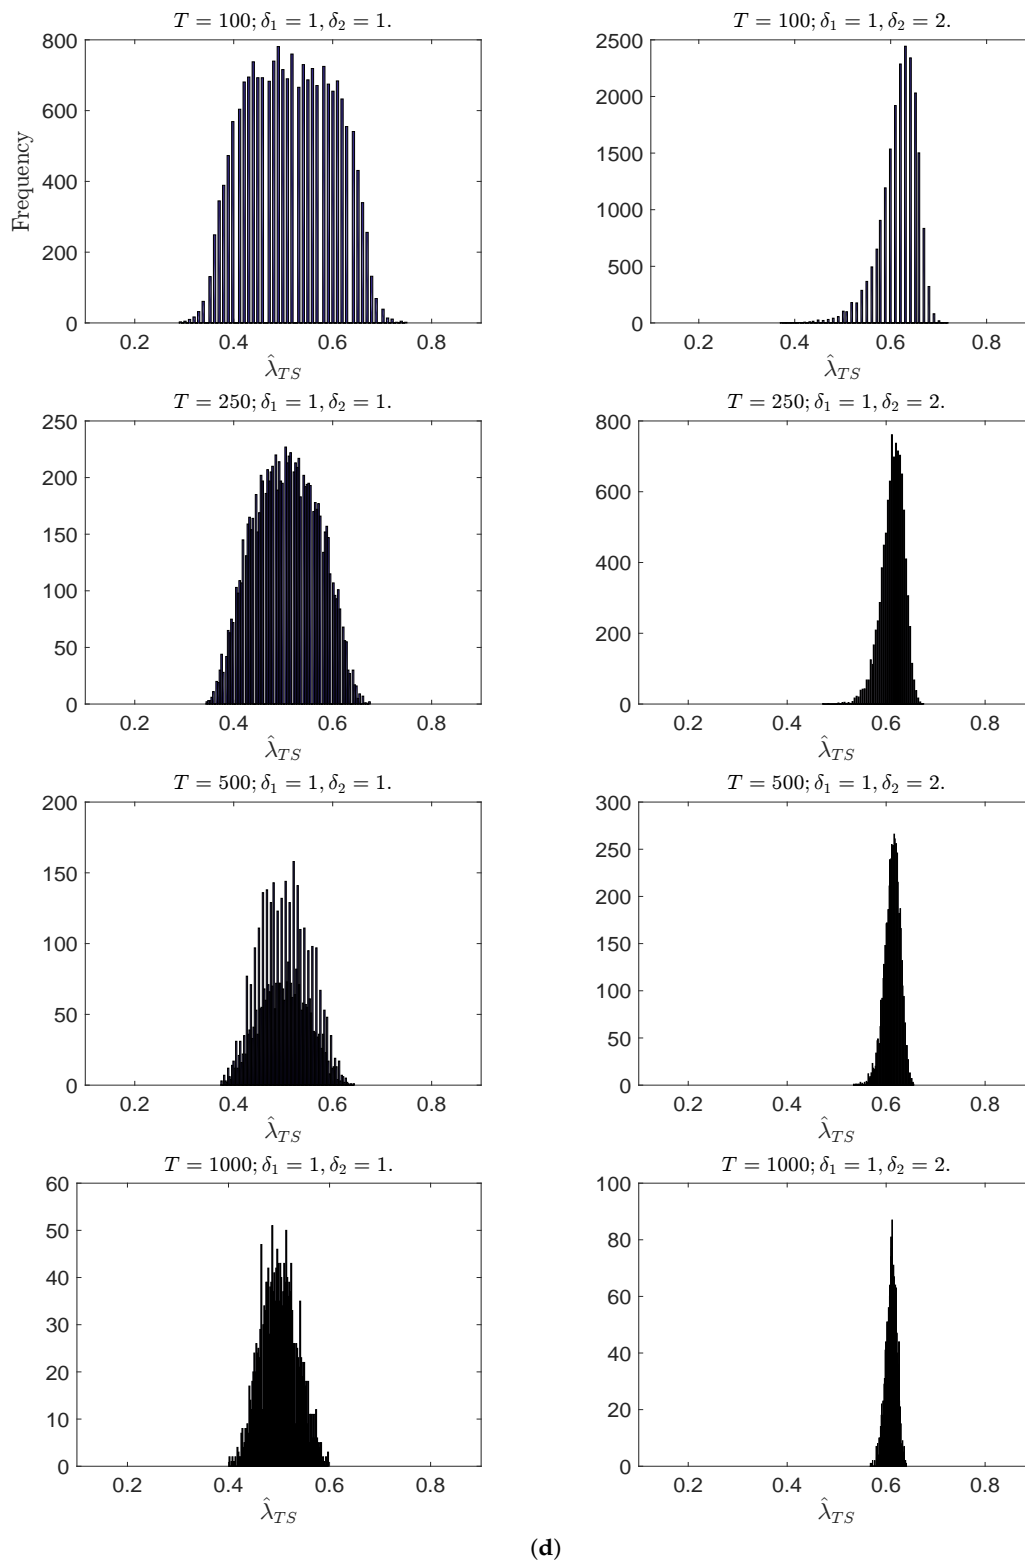 T = 100; δ₁ = 1, δ₂ = 1.
800
600
400
200
0
Frequency
0.2 0.4 0.6 0.8
λ̂_TS
T = 100; δ₁ = 1, δ₂ = 2.
2500
2000
1500
1000
500
0
0.2 0.4 0.6 0.8
λ̂_TS
T = 250; δ₁ = 1, δ₂ = 1.
250
200
150
100
50
0
0.2 0.4 0.6 0.8
λ̂_TS
T = 250; δ₁ = 1, δ₂ = 2.
800
600
400
200
0
0.2 0.4 0.6 0.8
λ̂_TS
T = 500; δ₁ = 1, δ₂ = 1.
200
150
100
50
0
0.2 0.4 0.6 0.8
λ̂_TS
T = 500; δ₁ = 1, δ₂ = 2.
300
250
200
150
100
50
0
0.2 0.4 0.6 0.8
λ̂_TS
T = 1000; δ₁ = 1, δ₂ = 1.
60
50
40
30
20
10
0
0.2 0.4 0.6 0.8
λ̂_TS
T = 1000; δ₁ = 1, δ₂ = 2.
100
80
60
40
20
0
0.2 0.4 0.6 0.8
λ̂_TS
(d)